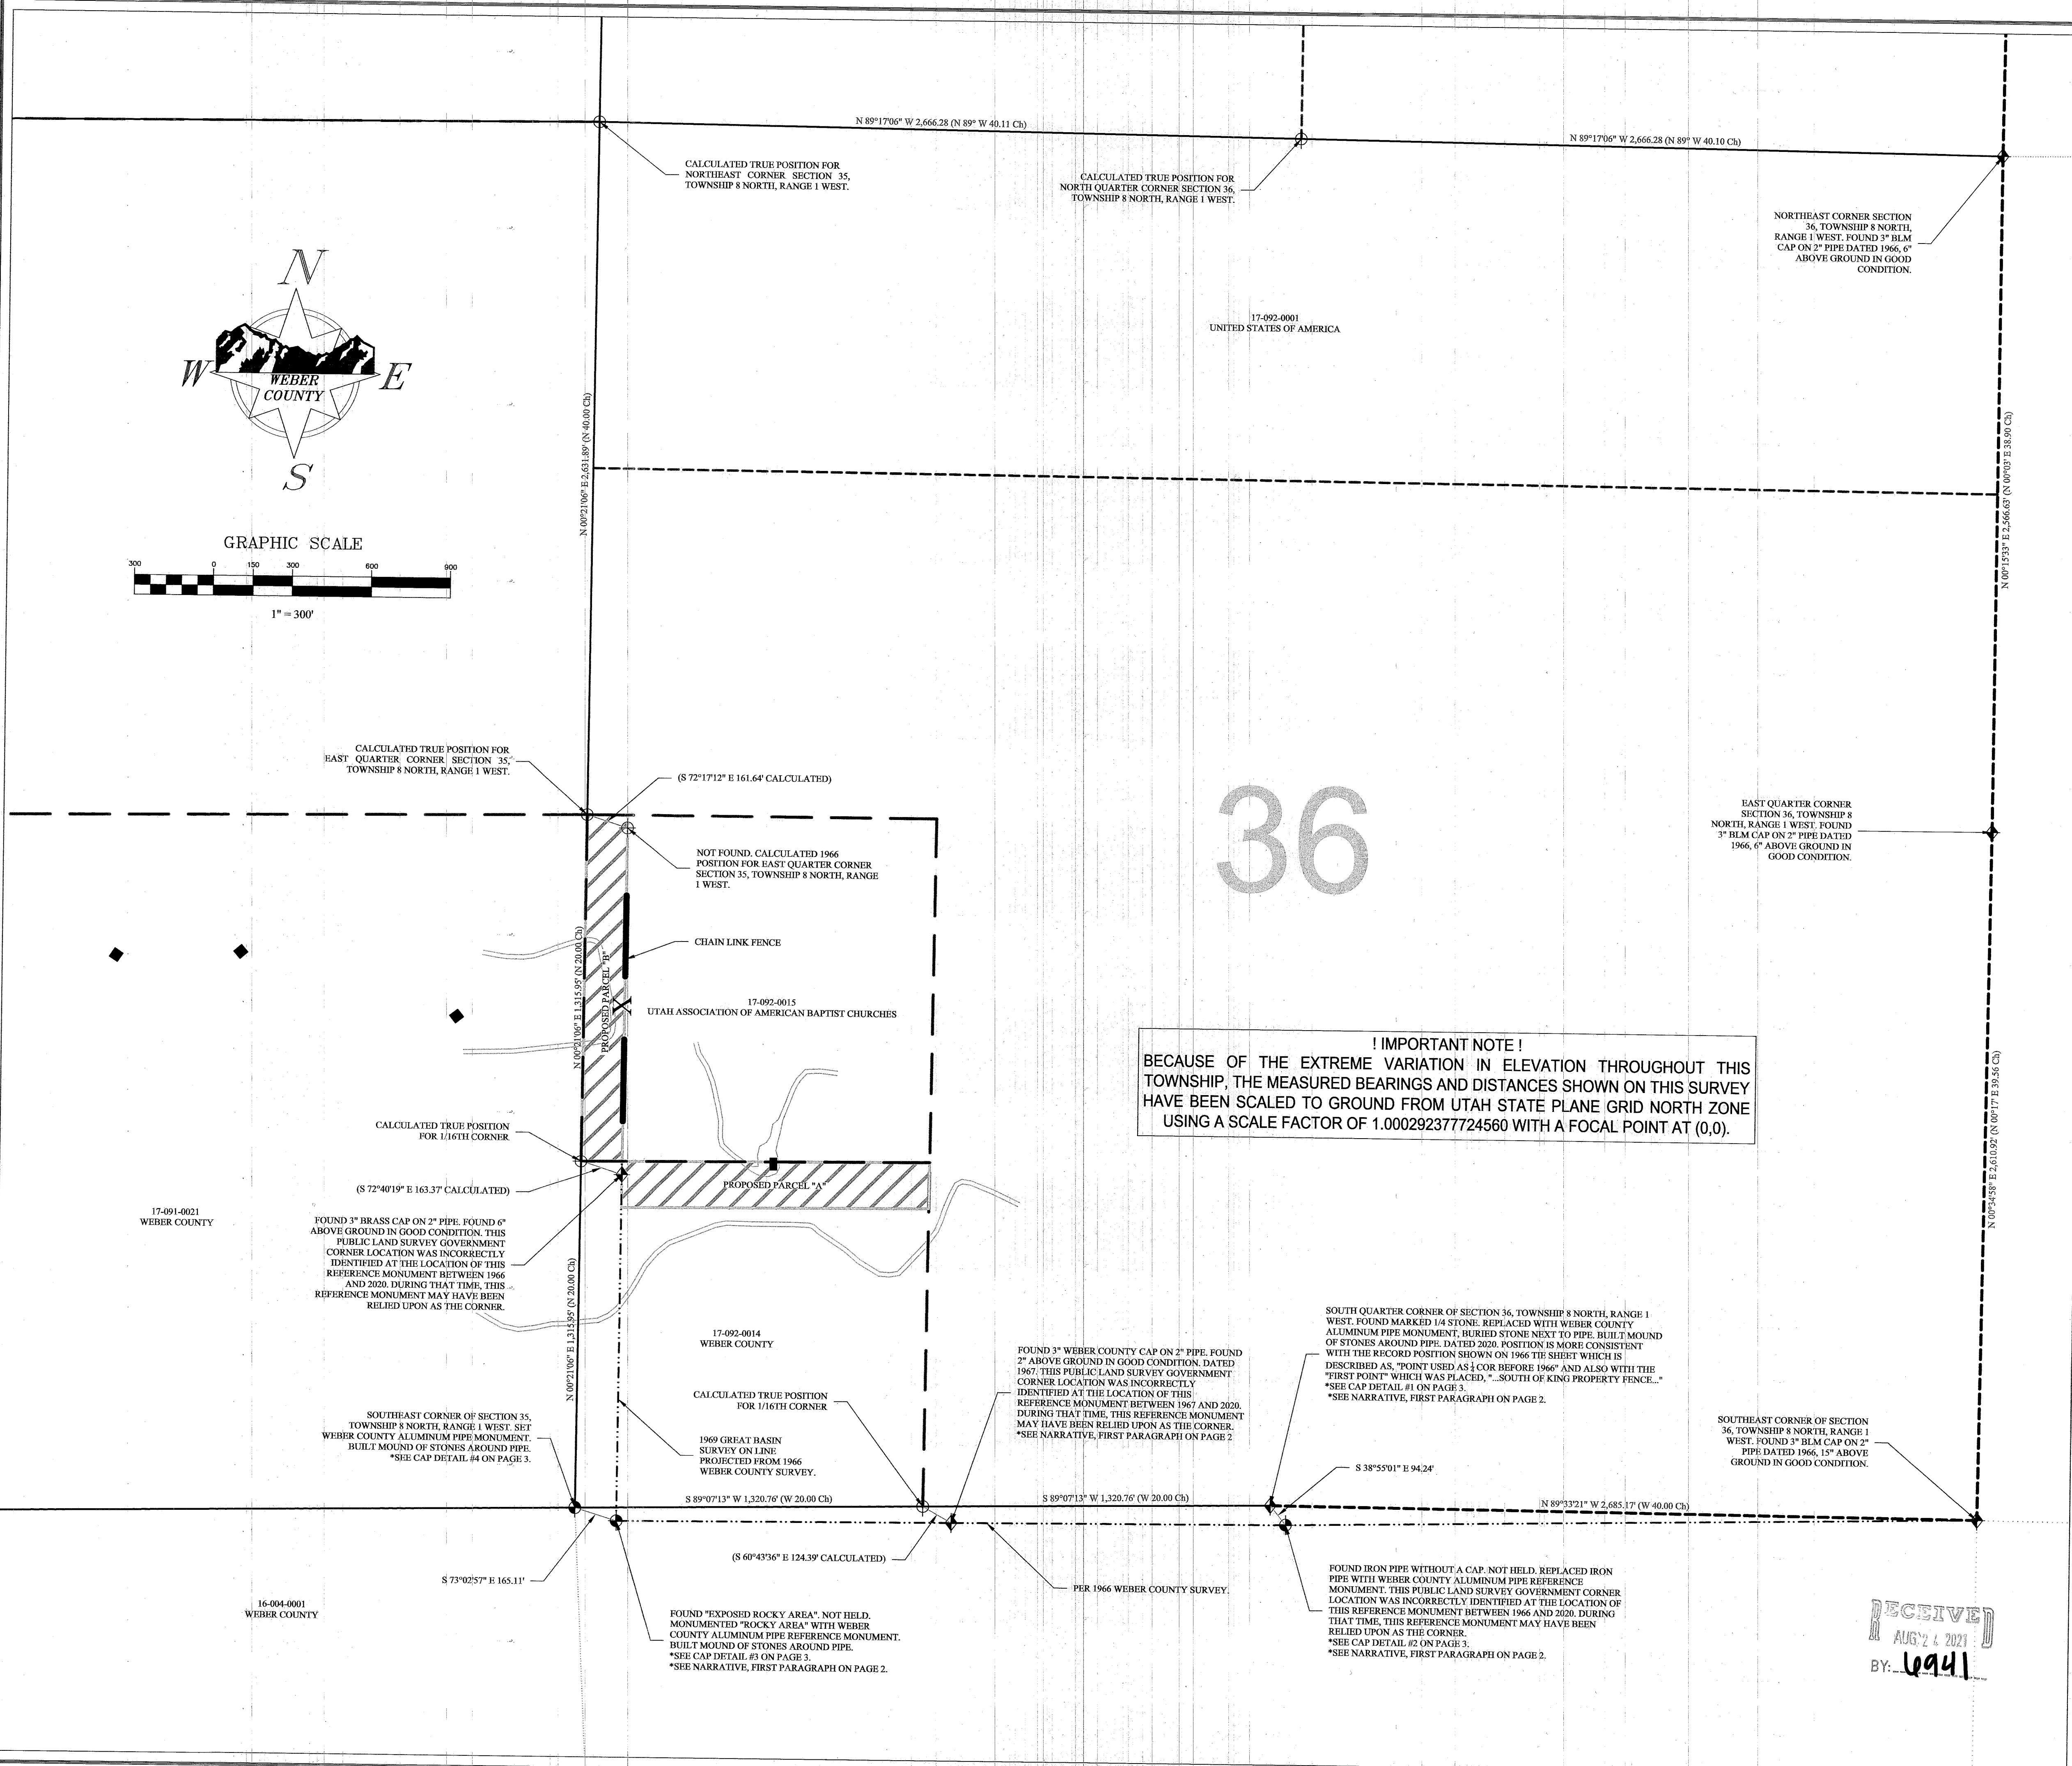 N 89°17'06" W 2,666.28 (N 89° W 40.11 Ch)
N 89°17'06" W 2,666.28 (N 89° W 40.10 Ch)
CALCULATED TRUE POSITION FOR
NORTHEAST CORNER SECTION 35,
TOWNSHIP 8 NORTH, RANGE 1 WEST.
CALCULATED TRUE POSITION FOR
NORTH QUARTER CORNER SECTION 36,
TOWNSHIP 8 NORTH, RANGE 1 WEST.
NORTHEAST CORNER SECTION
36, TOWNSHIP 8 NORTH,
RANGE 1 WEST. FOUND 3" BLM
CAP ON 2" PIPE DATED 1966, 6"
ABOVE GROUND IN GOOD
CONDITION.
N
W
E
S
WEBER
COUNTY
17-092-0001
UNITED STATES OF AMERICA
N 00°21'06" E 2,631.89' (N 40.00 Ch)
N 00°15'33" E 2,566.63' (N 00°03' E 38.90 Ch)
GRAPHIC SCALE
300 0 150 300 600 900
1" = 300'
CALCULATED TRUE POSITION FOR
EAST QUARTER CORNER SECTION 35,
TOWNSHIP 8 NORTH, RANGE 1 WEST.
(S 72°17'12" E 161.64' CALCULATED)
36
EAST QUARTER CORNER
SECTION 36, TOWNSHIP 8
NORTH, RANGE 1 WEST. FOUND
3" BLM CAP ON 2" PIPE DATED
1966, 6" ABOVE GROUND IN
GOOD CONDITION.
NOT FOUND. CALCULATED 1966
POSITION FOR EAST QUARTER CORNER
SECTION 35, TOWNSHIP 8 NORTH, RANGE
1 WEST.
CHAIN LINK FENCE
N 00°21'06" E 1,315.95' (N 20.00 Ch)
PROPOSED PARCEL "B"
X
17-092-0015
UTAH ASSOCIATION OF AMERICAN BAPTIST CHURCHES
! IMPORTANT NOTE !
BECAUSE OF THE EXTREME VARIATION IN ELEVATION THROUGHOUT THIS
TOWNSHIP, THE MEASURED BEARINGS AND DISTANCES SHOWN ON THIS SURVEY
HAVE BEEN SCALED TO GROUND FROM UTAH STATE PLANE GRID NORTH ZONE
USING A SCALE FACTOR OF 1.000292377724560 WITH A FOCAL POINT AT (0,0).
N 00°34'58" E 2,610.92' (N 00°17' E 39.56 Ch)
CALCULATED TRUE POSITION
FOR 1/16TH CORNER
(S 72°40'19" E 163.37' CALCULATED)
PROPOSED PARCEL "A"
17-091-0021
WEBER COUNTY
FOUND 3" BRASS CAP ON 2" PIPE. FOUND 6"
ABOVE GROUND IN GOOD CONDITION. THIS
PUBLIC LAND SURVEY GOVERNMENT
CORNER LOCATION WAS INCORRECTLY
IDENTIFIED AT THE LOCATION OF THIS
REFERENCE MONUMENT BETWEEN 1966
AND 2020. DURING THAT TIME, THIS
REFERENCE MONUMENT MAY HAVE BEEN
RELIED UPON AS THE CORNER.
N 00°21'06" E 1,315.95' (N 20.00 Ch)
17-092-0014
WEBER COUNTY
CALCULATED TRUE POSITION
FOR 1/16TH CORNER
FOUND 3" WEBER COUNTY CAP ON 2" PIPE. FOUND
2" ABOVE GROUND IN GOOD CONDITION. DATED
1967. THIS PUBLIC LAND SURVEY GOVERNMENT
CORNER LOCATION WAS INCORRECTLY
IDENTIFIED AT THE LOCATION OF THIS
REFERENCE MONUMENT BETWEEN 1967 AND 2020.
DURING THAT TIME, THIS REFERENCE MONUMENT
MAY HAVE BEEN RELIED UPON AS THE CORNER.
*SEE NARRATIVE, FIRST PARAGRAPH ON PAGE 2
SOUTH QUARTER CORNER OF SECTION 36, TOWNSHIP 8 NORTH, RANGE 1
WEST. FOUND MARKED 1/4 STONE. REPLACED WITH WEBER COUNTY
ALUMINUM PIPE MONUMENT, BURIED STONE NEXT TO PIPE. BUILT MOUND
OF STONES AROUND PIPE. DATED 2020. POSITION IS MORE CONSISTENT
WITH THE RECORD POSITION SHOWN ON 1966 TIE SHEET WHICH IS
DESCRIBED AS, "POINT USED AS ¼ COR BEFORE 1966" AND ALSO WITH THE
"FIRST POINT" WHICH WAS PLACED, "...SOUTH OF KING PROPERTY FENCE..."
*SEE CAP DETAIL #1 ON PAGE 3.
*SEE NARRATIVE, FIRST PARAGRAPH ON PAGE 2.
SOUTHEAST CORNER OF SECTION 35,
TOWNSHIP 8 NORTH, RANGE 1 WEST. SET
WEBER COUNTY ALUMINUM PIPE MONUMENT.
BUILT MOUND OF STONES AROUND PIPE.
*SEE CAP DETAIL #4 ON PAGE 3.
1969 GREAT BASIN
SURVEY ON LINE
PROJECTED FROM 1966
WEBER COUNTY SURVEY.
SOUTHEAST CORNER OF SECTION
36, TOWNSHIP 8 NORTH, RANGE 1
WEST. FOUND 3" BLM CAP ON 2"
PIPE DATED 1966, 15" ABOVE
GROUND IN GOOD CONDITION.
S 38°55'01" E 94.24'
S 89°07'13" W 1,320.76' (W 20.00 Ch)
S 89°07'13" W 1,320.76' (W 20.00 Ch)
N 89°33'21" W 2,685.17' (W 40.00 Ch)
(S 60°43'36" E 124.39' CALCULATED)
S 73°02'57" E 165.11'
PER 1966 WEBER COUNTY SURVEY.
16-004-0001
WEBER COUNTY
FOUND "EXPOSED ROCKY AREA". NOT HELD.
MONUMENTED "ROCKY AREA" WITH WEBER
COUNTY ALUMINUM PIPE REFERENCE MONUMENT.
BUILT MOUND OF STONES AROUND PIPE.
*SEE CAP DETAIL #3 ON PAGE 3.
*SEE NARRATIVE, FIRST PARAGRAPH ON PAGE 2.
FOUND IRON PIPE WITHOUT A CAP. NOT HELD. REPLACED IRON
PIPE WITH WEBER COUNTY ALUMINUM PIPE REFERENCE
MONUMENT. THIS PUBLIC LAND SURVEY GOVERNMENT CORNER
LOCATION WAS INCORRECTLY IDENTIFIED AT THE LOCATION OF
THIS REFERENCE MONUMENT BETWEEN 1966 AND 2020. DURING
THAT TIME, THIS REFERENCE MONUMENT MAY HAVE BEEN
RELIED UPON AS THE CORNER.
*SEE CAP DETAIL #2 ON PAGE 3.
*SEE NARRATIVE, FIRST PARAGRAPH ON PAGE 2.
RECEIVED
AUG 24 2021
BY: 6941